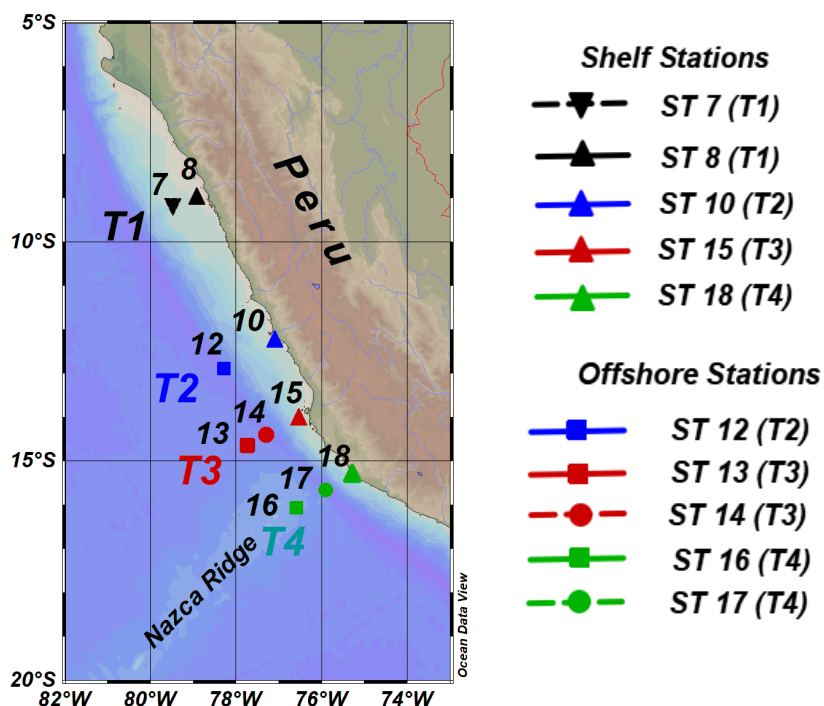 5°S
10°S
15°S
20°S
82°W
80°W
78°W
76°W
74°W
Peru
7
8
T1
10
12
T2
15
14
13
T3
18
17
16
T4
Nazca Ridge
Ocean Data View
Shelf Stations
ST 7 (T1)
ST 8 (T1)
ST 10 (T2)
ST 15 (T3)
ST 18 (T4)
Offshore Stations
ST 12 (T2)
ST 13 (T3)
ST 14 (T3)
ST 16 (T4)
ST 17 (T4)